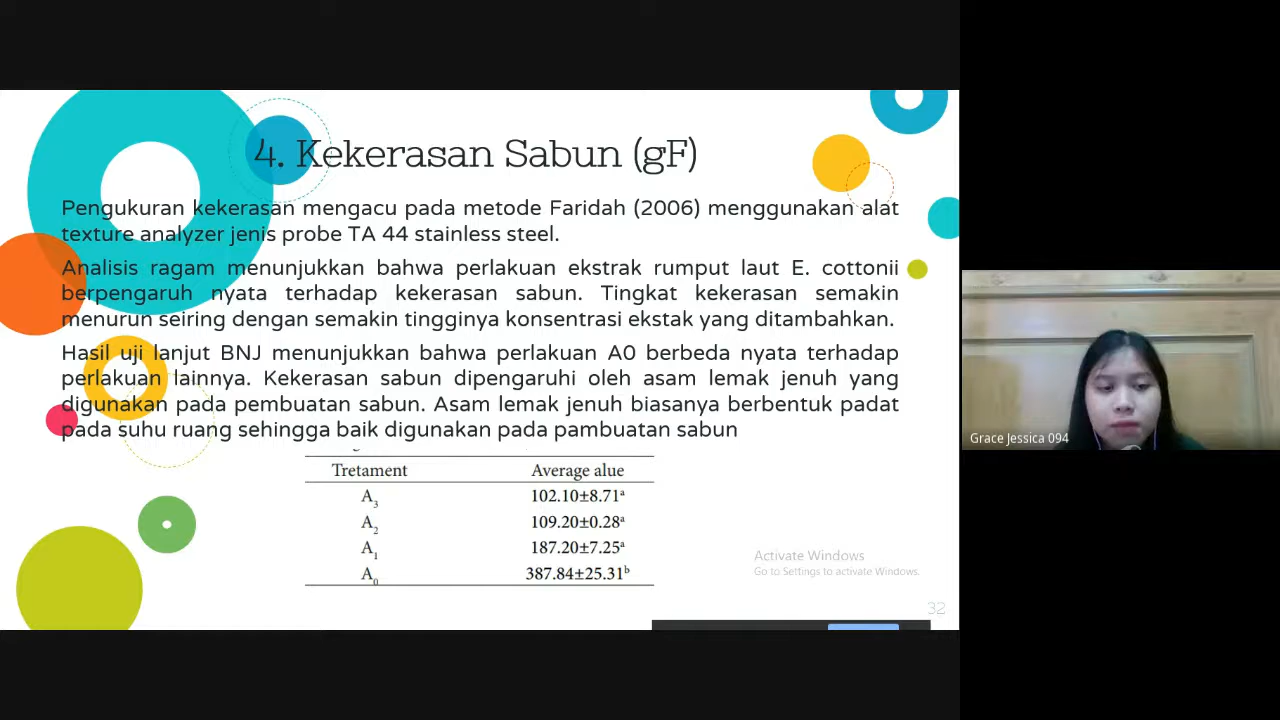 4. Kekerasan Sabun (gF)
Pengukuran kekerasan mengacu pada metode Faridah (2006) menggunakan alat
texture analyzer jenis probe TA 44 stainless steel.
Analisis ragam menunjukkan bahwa perlakuan ekstrak rumput laut E. cottonii
berpengaruh nyata terhadap kekerasan sabun. Tingkat kekerasan semakin
menurun seiring dengan semakin tingginya konsentrasi ekstak yang ditambahkan.
Hasil uji lanjut BNJ menunjukkan bahwa perlakuan A0 berbeda nyata terhadap
perlakuan lainnya. Kekerasan sabun dipengaruhi oleh asam lemak jenuh yang
digunakan pada pembuatan sabun. Asam lemak jenuh biasanya berbentuk padat
pada suhu ruang sehingga baik digunakan pada pambuatan sabun
Tretament Average alue
A₃ 102.10±8.71ᵃ
A₂ 109.20±0.28ᵃ
A₁ 187.20±7.25ᵃ
A₀ 387.84±25.31ᵇ
Activate Windows
Go to Settings to activate Windows.
32
Grace Jessica 094